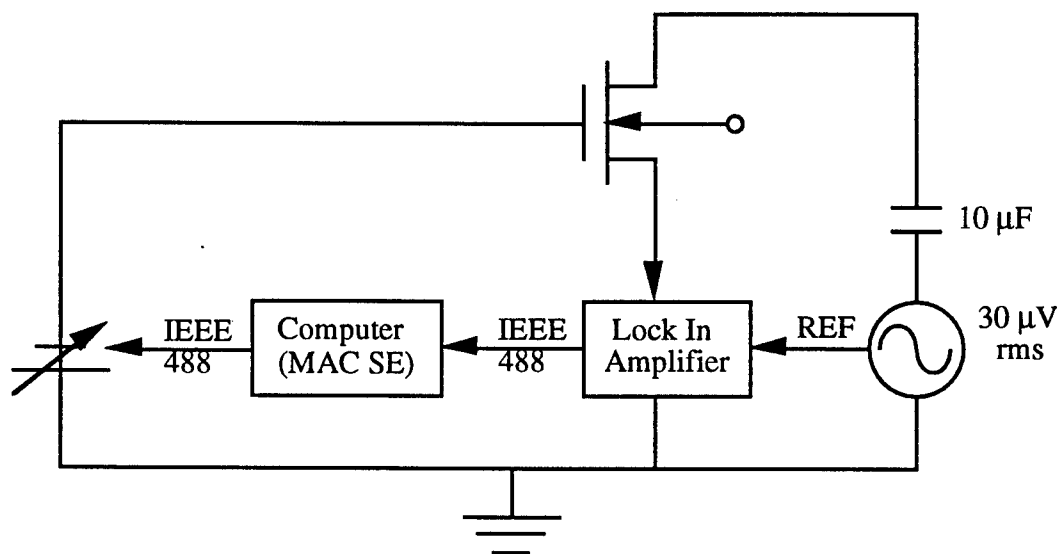 10 µF
30 µV
rms
IEEE
488
Computer
(MAC SE)
IEEE
488
Lock In
Amplifier
REF